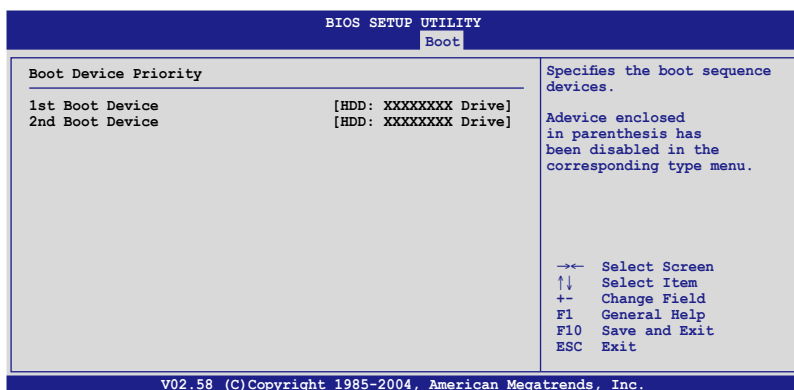 BIOS SETUP UTILITY
Boot
Boot Device Priority
1st Boot Device [HDD: XXXXXXXX Drive]
2nd Boot Device [HDD: XXXXXXXX Drive]
Specifies the boot sequence
devices.
Adevice enclosed
in parenthesis has
been disabled in the
corresponding type menu.
→← Select Screen
↑↓ Select Item
+- Change Field
F1 General Help
F10 Save and Exit
ESC Exit
V02.58 (C)Copyright 1985-2004, American Megatrends, Inc.